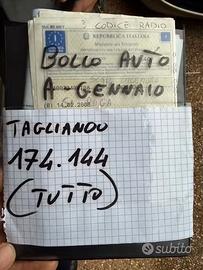 CODICE RADIO
REPUBBLICA ITALIANA
BOLLO AUTO
A GENNAIO
TAGLIANDO
174.144
(TUTTO)
subito